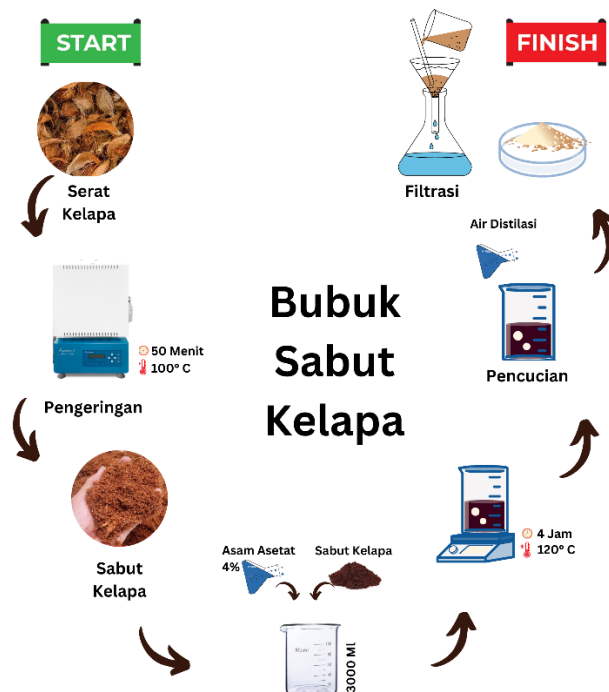 START
FINISH
Serat
Kelapa
Filtrasi
Air Distilasi
50 Menit
100° C
Pengeringan
Bubuk
Sabut
Kelapa
Pencucian
Sabut
Kelapa
Asam Asetat
4%
Sabut Kelapa
4 Jam
120° C
3000 Ml